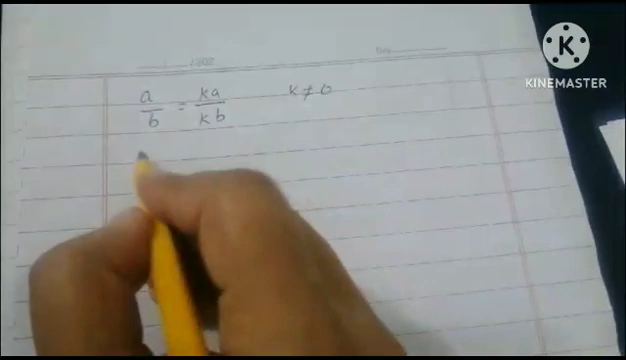 K
KINEMASTER
a/b = ka/kb    k ≠ 0